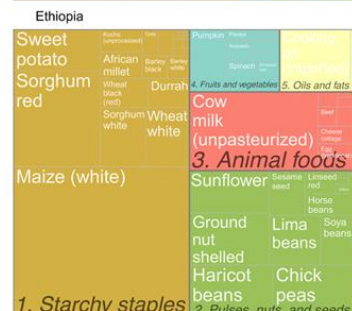 Ethiopia
Sweet
potato
Sorghum
red
Kocho
(unprocessed)
African
millet
Barley
black
Barley
white
Wheat
black
(red)
Durrah
Sorghum
white
Wheat
white
Maize (white)
1. Starchy staples
Pumpkin
Papaya
Spinach
4. Fruits and vegetables
5. Oils and fats
Cow
milk
(unpasteurized)
Beef
Cheese
cottage
Egg
3. Animal foods
Sunflower
Sesame
seed
Linseed
red
Horse
beans
Ground
nut
shelled
Lima
beans
Soya
beans
Haricot
beans
Chick
peas
2. Pulses, nuts, and seeds